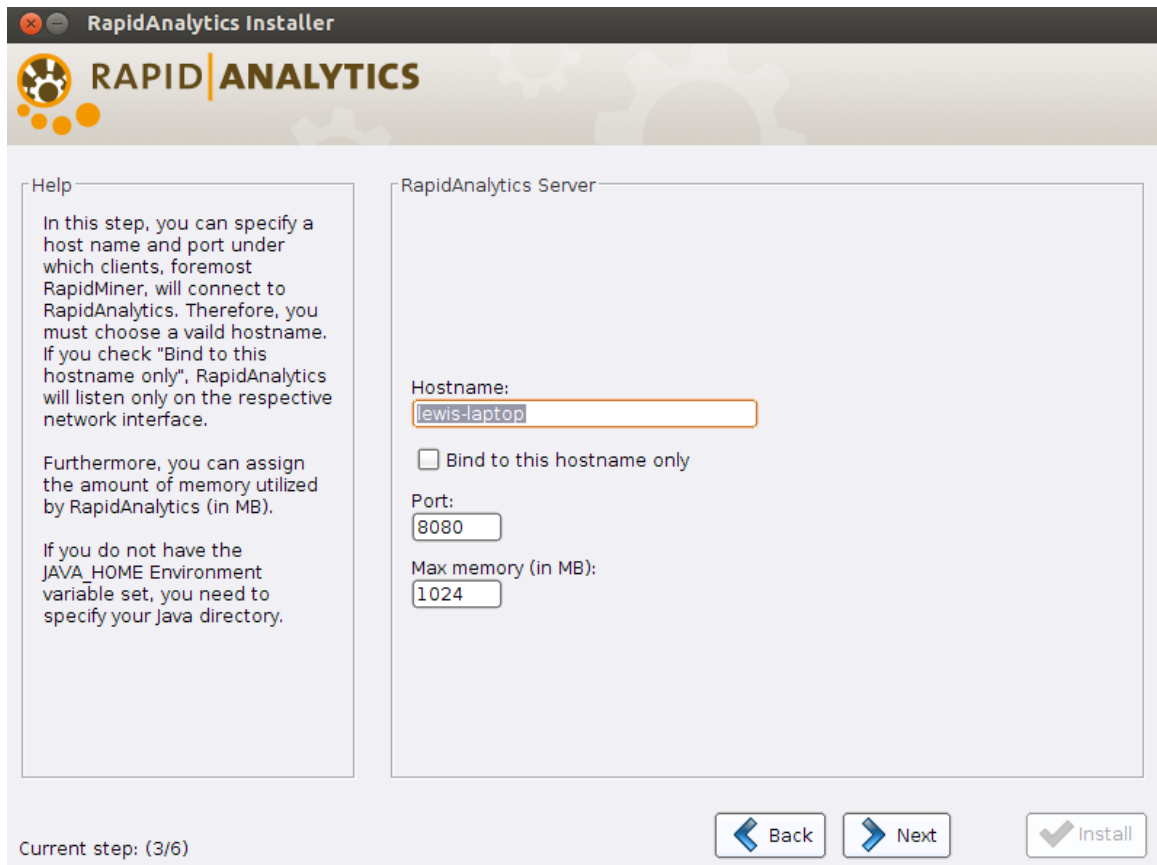 RapidAnalytics Installer
RAPID ANALYTICS
Help
In this step, you can specify a
host name and port under
which clients, foremost
RapidMiner, will connect to
RapidAnalytics. Therefore, you
must choose a vaild hostname.
If you check "Bind to this
hostname only", RapidAnalytics
will listen only on the respective
network interface.
Furthermore, you can assign
the amount of memory utilized
by RapidAnalytics (in MB).
If you do not have the
JAVA_HOME Environment
variable set, you need to
specify your Java directory.
RapidAnalytics Server
Hostname:
lewis-laptop
Bind to this hostname only
Port:
8080
Max memory (in MB):
1024
Current step: (3/6)
Back
Next
Install